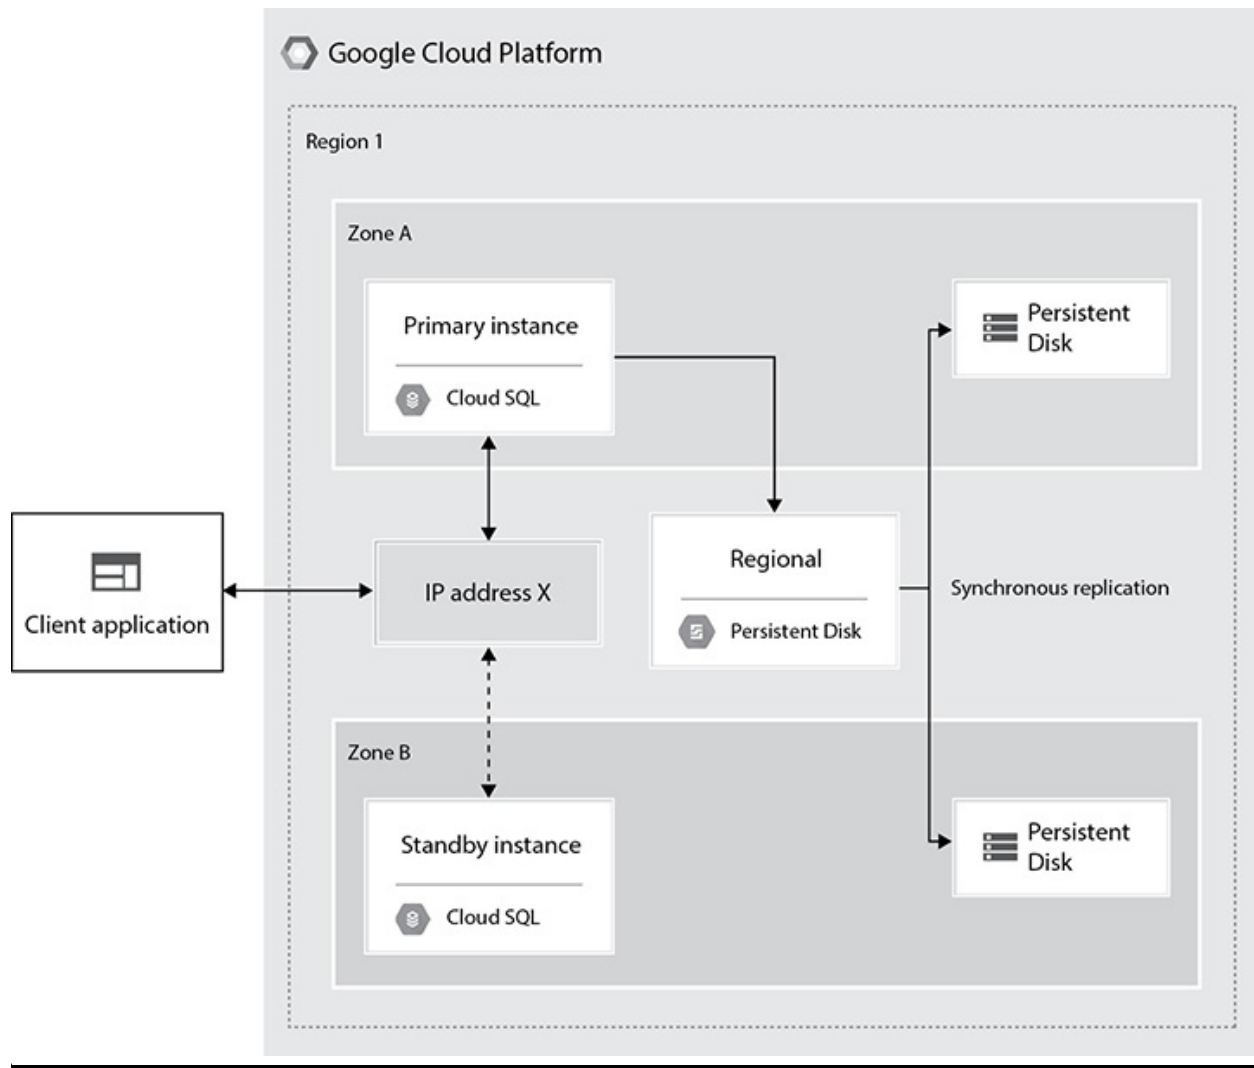 Google Cloud Platform
Region 1
Zone A
Primary instance
Cloud SQL
Persistent
Disk
Client application
IP address X
Regional
Persistent Disk
Synchronous replication
Zone B
Standby instance
Cloud SQL
Persistent
Disk